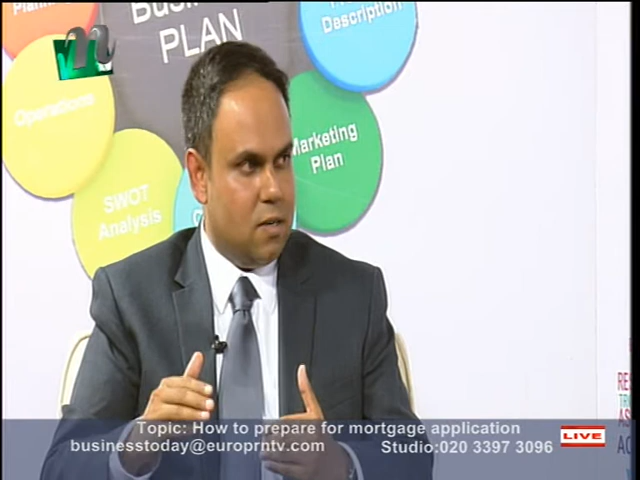 PLAN
Description
Operations
Marketing
Plan
SWOT
Analysis
Topic: How to prepare for mortgage application
businesstoday@europrntv.com
Studio:020 3397 3096
LIVE